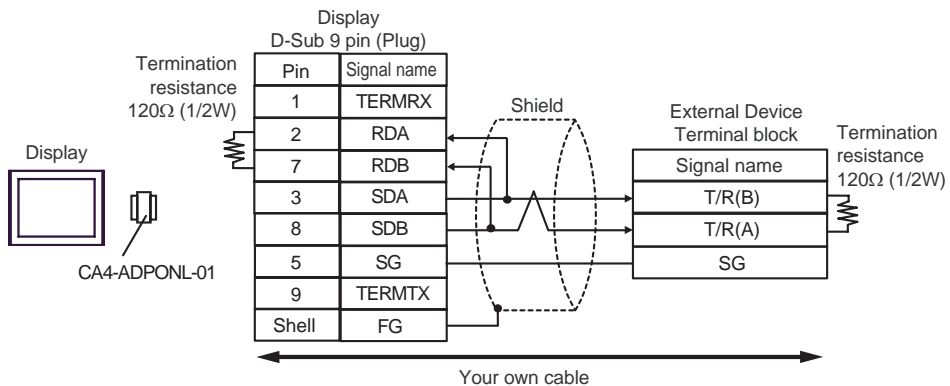 Display
D-Sub 9 pin (Plug)
Termination
resistance
120Ω (1/2W)
Pin Signal name
1 TERMRX
2 RDA
7 RDB
3 SDA
8 SDB
5 SG
9 TERMTX
Shell FG
Shield
External Device
Terminal block
Signal name
T/R(B)
T/R(A)
SG
Termination
resistance
120Ω (1/2W)
Display
CA4-ADPONL-01
Your own cable